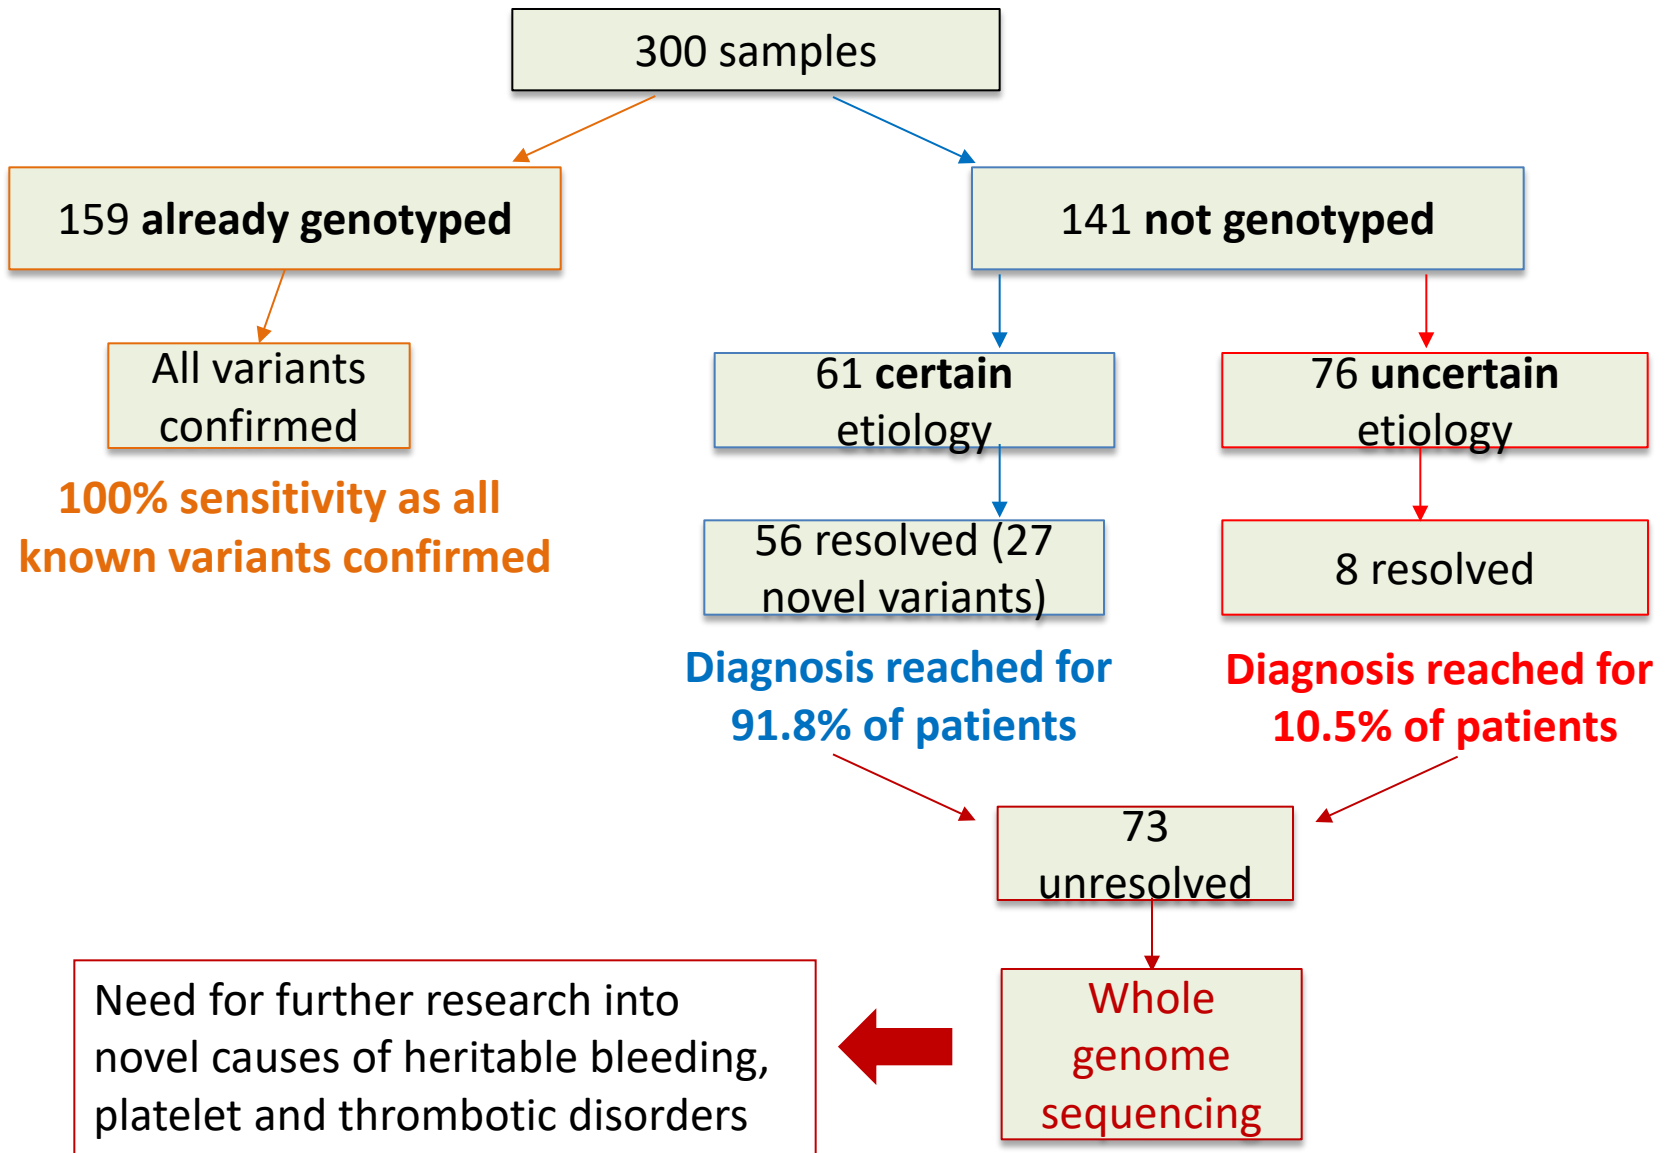 300 samples
159 already genotyped
141 not genotyped
All variants
confirmed
61 certain
etiology
76 uncertain
etiology
100% sensitivity as all
known variants confirmed
56 resolved (27
novel variants)
8 resolved
Diagnosis reached for
91.8% of patients
Diagnosis reached for
10.5% of patients
73
unresolved
Need for further research into
novel causes of heritable bleeding,
platelet and thrombotic disorders
Whole
genome
sequencing